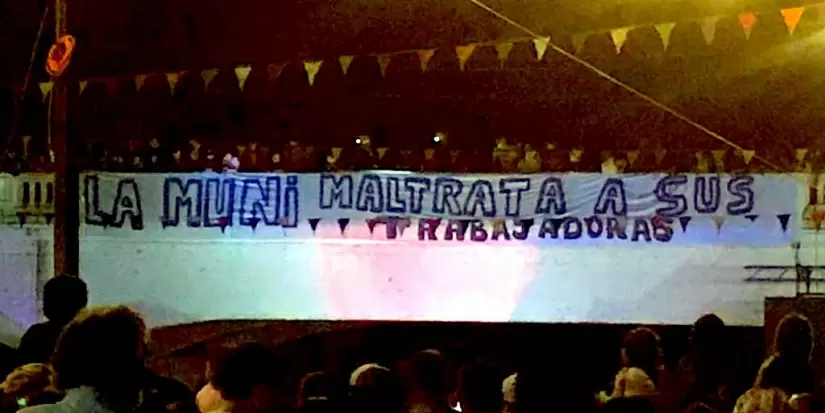 LA MUNi MALTRATA A SUS
TRABAJADORAS